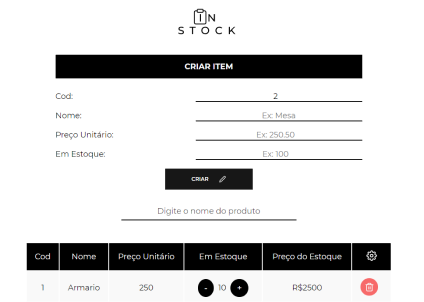 IN
STOCK
CRIAR ITEM
Cod: 2
Nome: Ex: Mesa
Preço Unitário: Ex: 250.50
Em Estoque: Ex: 100
CRIAR
Digite o nome do produto
Cod Nome Preço Unitário Em Estoque Preço do Estoque
1 Armario 250 - 10 + R$2500